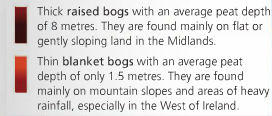 Thick raised bogs with an average peat depth
of 8 metres. They are found mainly on flat or
gently sloping land in the Midlands.
Thin blanket bogs with an average peat
depth of only 1.5 metres. They are found
mainly on mountain slopes and areas of heavy
rainfall, especially in the West of Ireland.